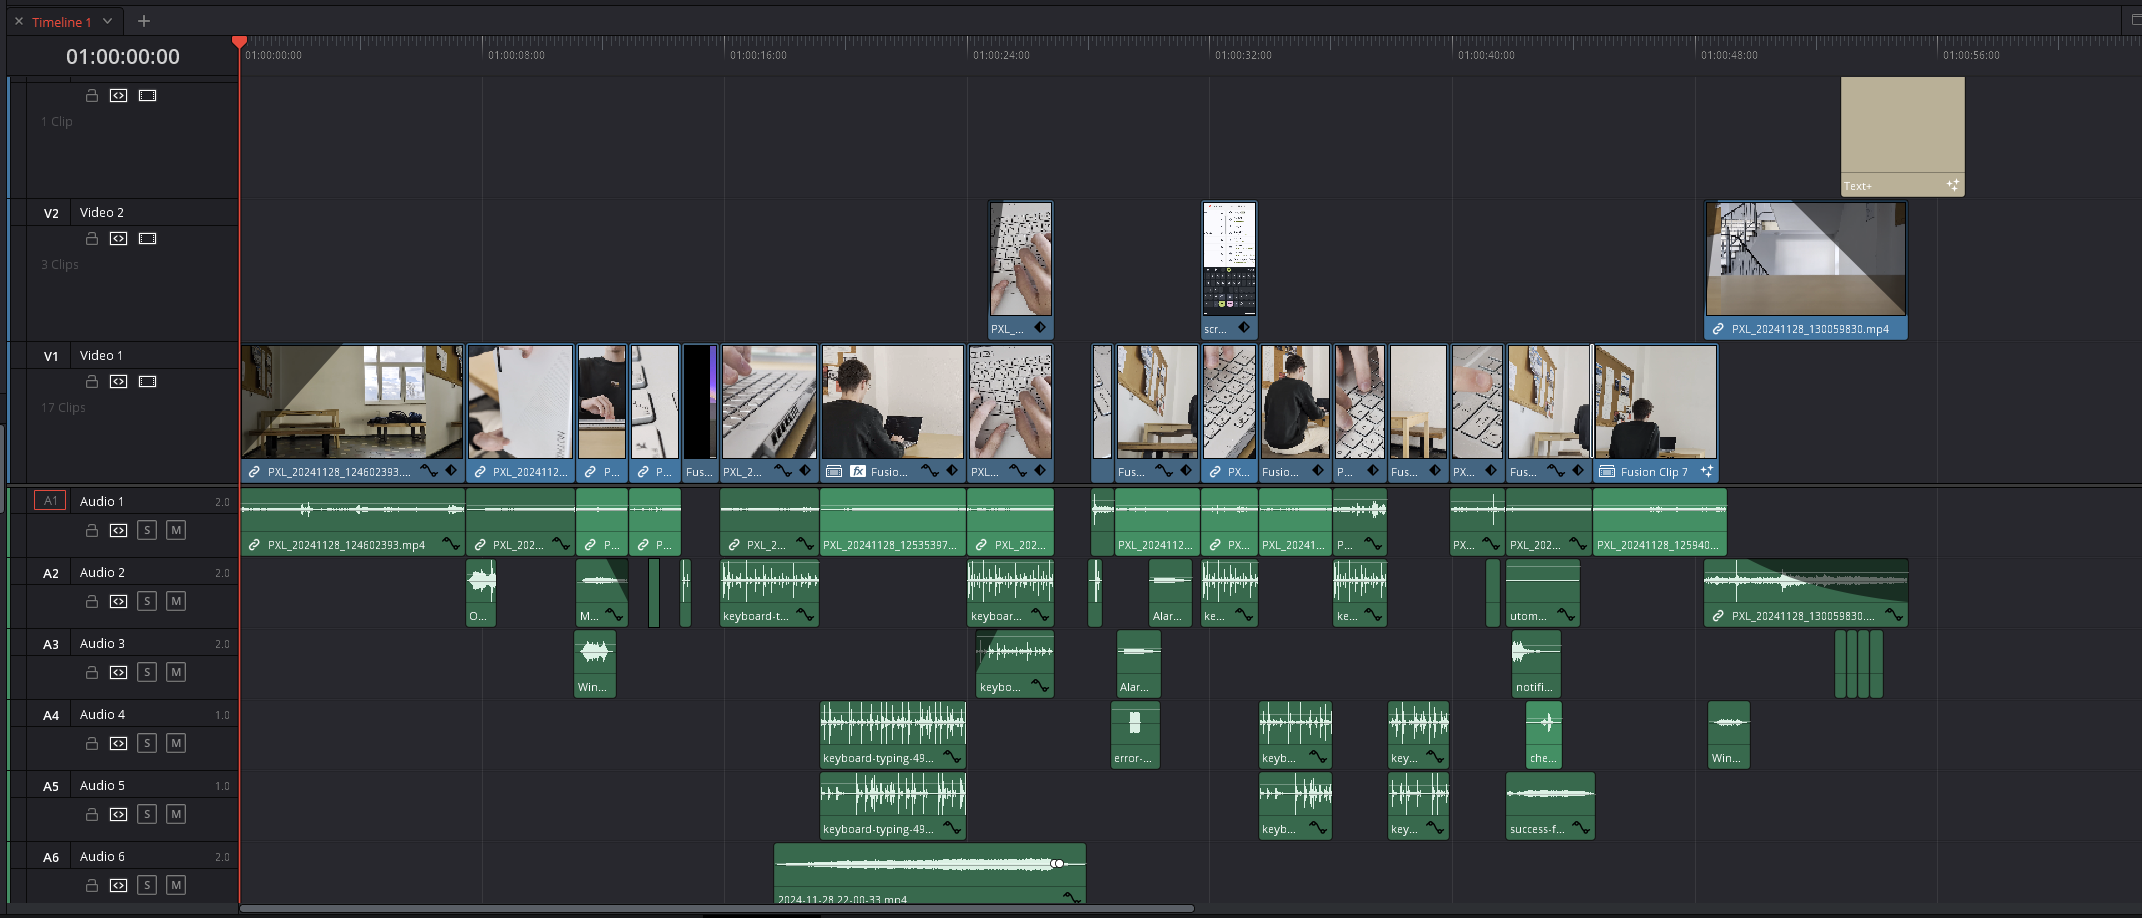 Timeline 1
01:00:00:00
01:00:00:00
01:00:08:00
01:00:16:00
01:00:24:00
01:00:32:00
01:00:40:00
01:00:48:00
01:00:56:00
1 Clip
Text+
V2 Video 2
3 Clips
PXL_...
scr...
PXL_20241128_130059830.mp4
V1 Video 1
17 Clips
PXL_20241128_124602393....
PXL_2024112...
P...
P...
Fus...
PXL_2...
fx Fusio...
PXL...
Fus...
PX...
Fusio...
P...
Fus...
PX...
Fus...
Fusion Clip 7
A1 Audio 1 2.0
S M
PXL_20241128_124602393.mp4
PXL_202...
P...
P...
PXL_2...
PXL_20241128_12535397...
PXL_202...
PXL_2024112...
PX...
PXL_20241...
P...
PX...
PXL_202...
PXL_20241128_125940...
A2 Audio 2 2.0
S M
O...
M...
keyboard-t...
keyboar...
Alar...
ke...
ke...
utom...
PXL_20241128_130059830....
A3 Audio 3 2.0
S M
Win...
keybo...
Alar...
notifi...
A4 Audio 4 1.0
S M
keyboard-typing-49...
error-...
keyb...
key...
che...
Win...
A5 Audio 5 1.0
S M
keyboard-typing-49...
keyb...
key...
success-f...
A6 Audio 6 2.0
S M
2024-11-28 22-00-33.mp4